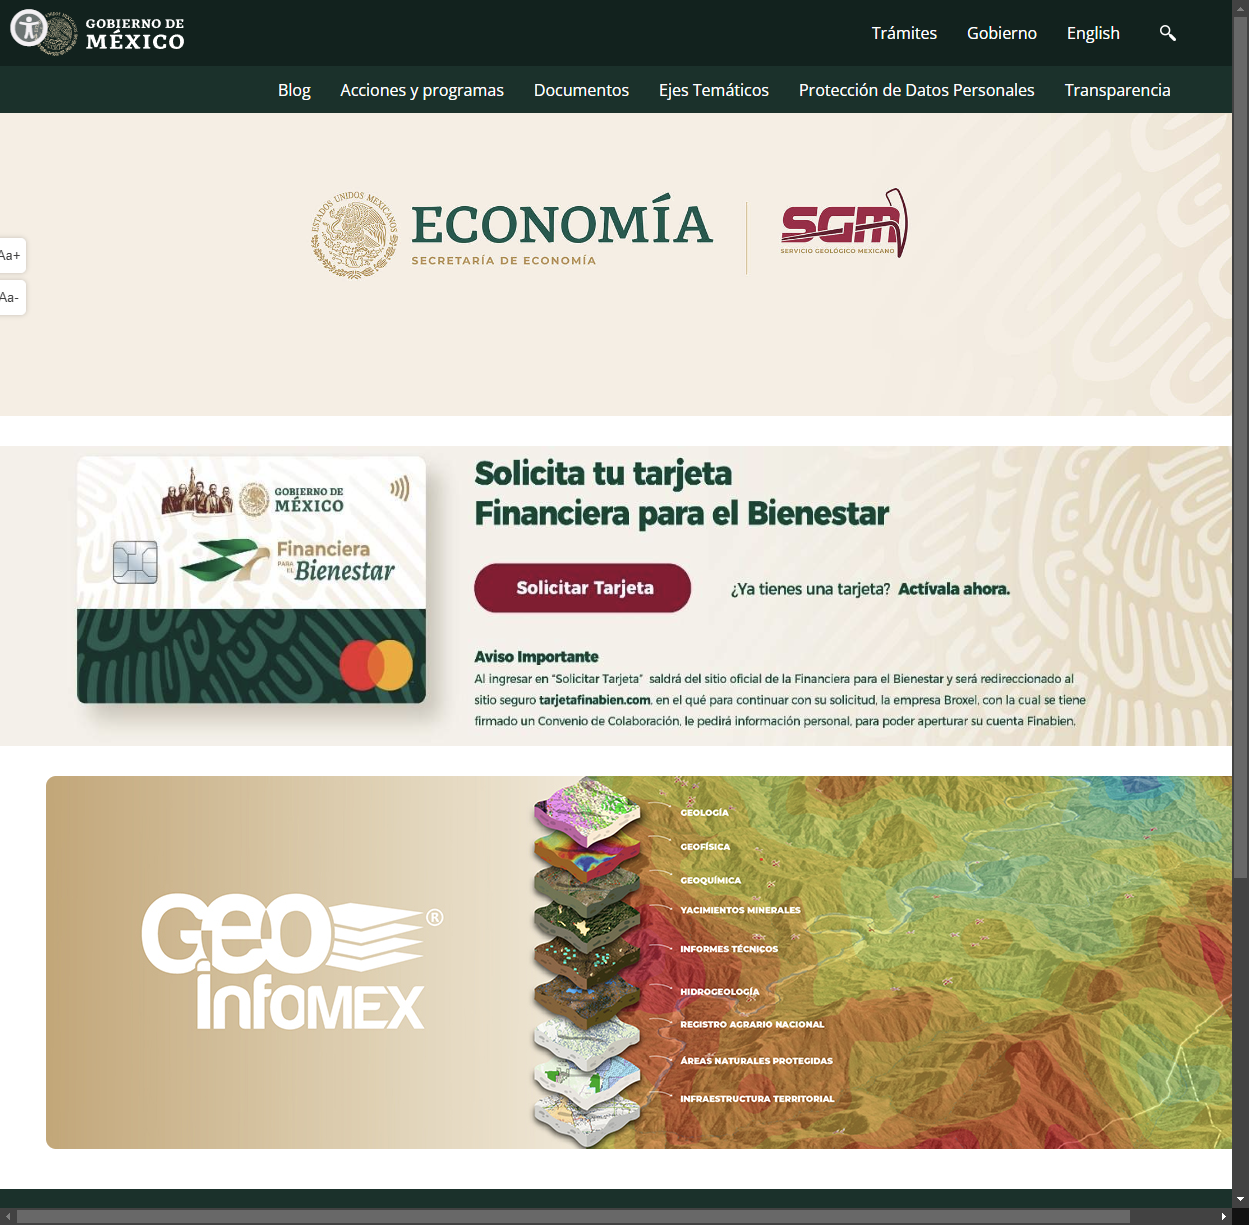 GOBIERNO DE
MÉXICO
Trámites Gobierno English
Blog Acciones y programas Documentos Ejes Temáticos Protección de Datos Personales Transparencia
ESTADOS UNIDOS MEXICANOS
ECONOMÍA
SECRETARÍA DE ECONOMÍA
SGM
SERVICIO GEOLÓGICO MEXICANO
Aa+
Aa-
GOBIERNO DE
MÉXICO
Financiera
PARA EL Bienestar
Solicita tu tarjeta
Financiera para el Bienestar
Solicitar Tarjeta ¿Ya tienes una tarjeta? Actívala ahora.
Aviso Importante
Al ingresar en “Solicitar Tarjeta” saldrá del sitio oficial de la Financiera para el Bienestar y será redireccionado al
sitio seguro tarjetafinabien.com, en el qué para continuar con su solicitud, la empresa Broxel, con la cual se tiene
firmado un Convenio de Colaboración, le pedirá información personal, para poder aperturar su cuenta Finabien.
GEO®
infoMEX
GEOLOGÍA
GEOFÍSICA
GEOQUÍMICA
YACIMIENTOS MINERALES
INFORMES TÉCNICOS
HIDROGEOLOGÍA
REGISTRO AGRARIO NACIONAL
ÁREAS NATURALES PROTEGIDAS
INFRAESTRUCTURA TERRITORIAL